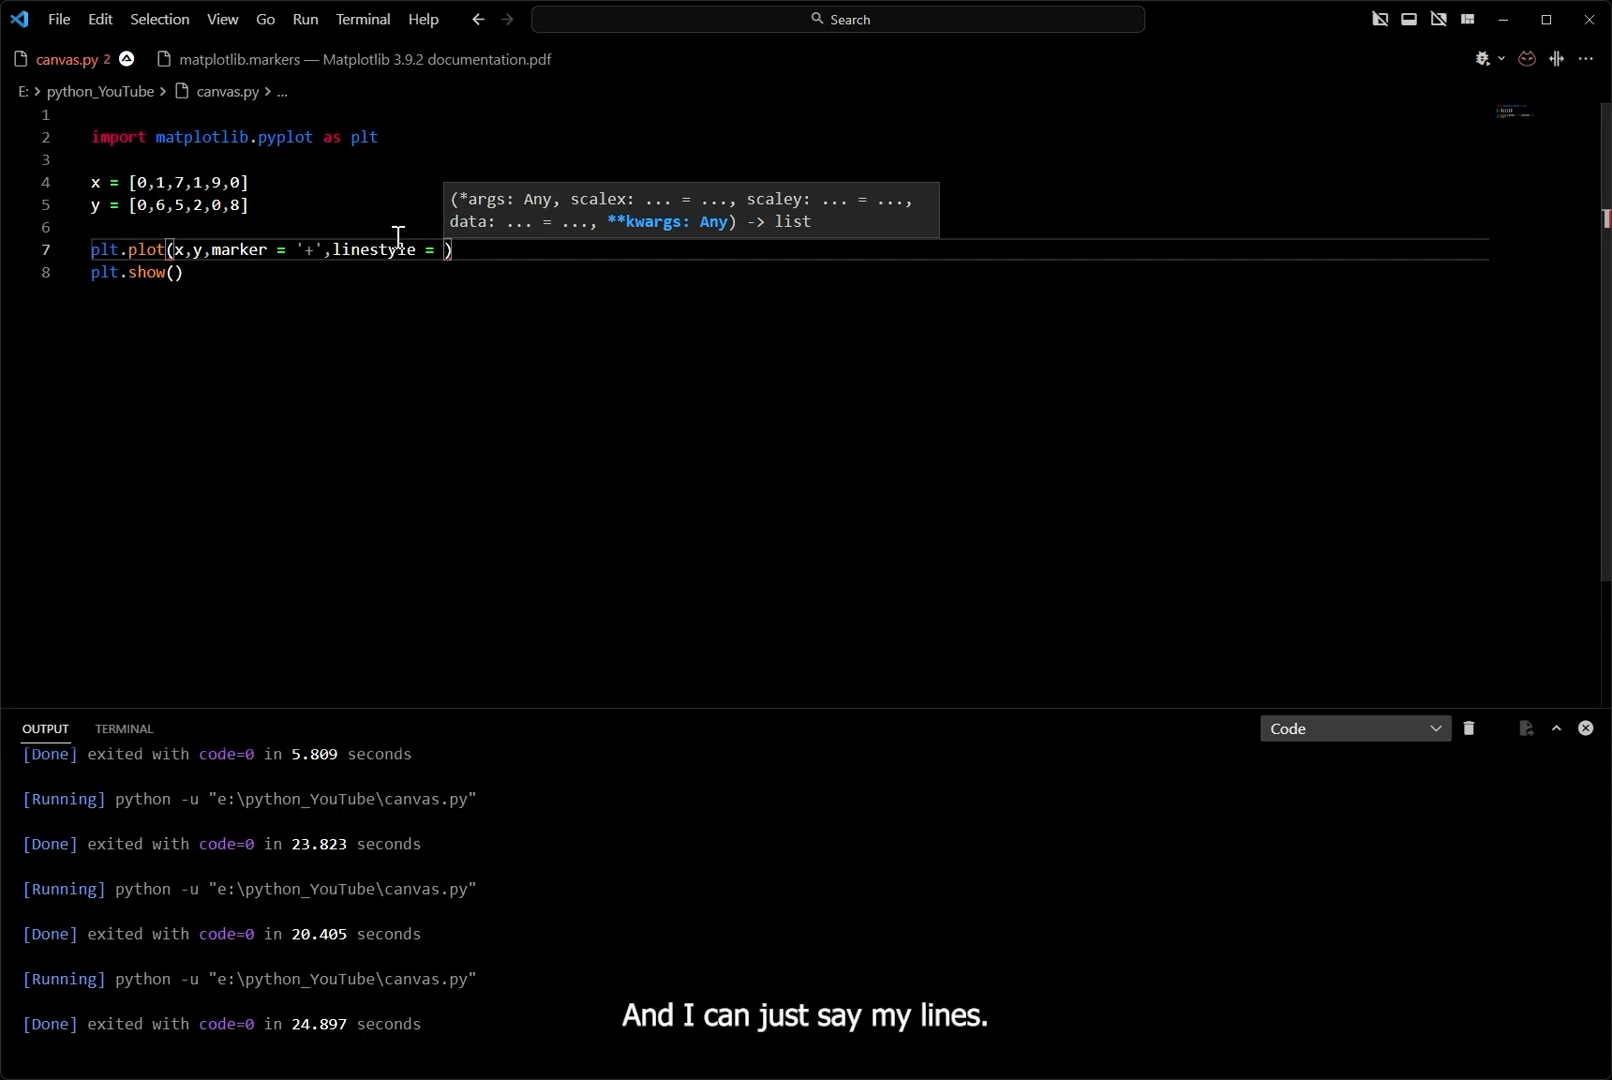 File Edit Selection View Go Run Terminal Help Search
canvas.py 2 matplotlib.markers — Matplotlib 3.9.2 documentation.pdf
E: > python_YouTube > canvas.py > ...
1
2 import matplotlib.pyplot as plt
3
4 x = [0,1,7,1,9,0]
5 y = [0,6,5,2,0,8]
(*args: Any, scalex: ... = ..., scaley: ... = ...,
data: ... = ..., **kwargs: Any) -> list
6
7 plt.plot(x,y,marker = '+',linestyle = )
8 plt.show()
OUTPUT TERMINAL Code
[Done] exited with code=0 in 5.809 seconds
[Running] python -u "e:\python_YouTube\canvas.py"
[Done] exited with code=0 in 23.823 seconds
[Running] python -u "e:\python_YouTube\canvas.py"
[Done] exited with code=0 in 20.405 seconds
[Running] python -u "e:\python_YouTube\canvas.py"
[Done] exited with code=0 in 24.897 seconds
And I can just say my lines.